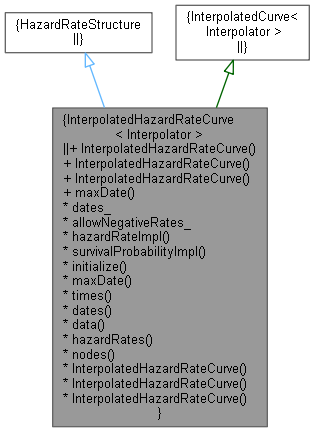 {HazardRateStructure
||}
{InterpolatedCurve<
Interpolator >
||}
{InterpolatedHazardRateCurve
< Interpolator >
||+ InterpolatedHazardRateCurve()
+ InterpolatedHazardRateCurve()
+ InterpolatedHazardRateCurve()
+ maxDate()
* dates_
* allowNegativeRates_
* hazardRateImpl()
* survivalProbabilityImpl()
* initialize()
* maxDate()
* times()
* dates()
* data()
* hazardRates()
* nodes()
* InterpolatedHazardRateCurve()
* InterpolatedHazardRateCurve()
* InterpolatedHazardRateCurve()
}